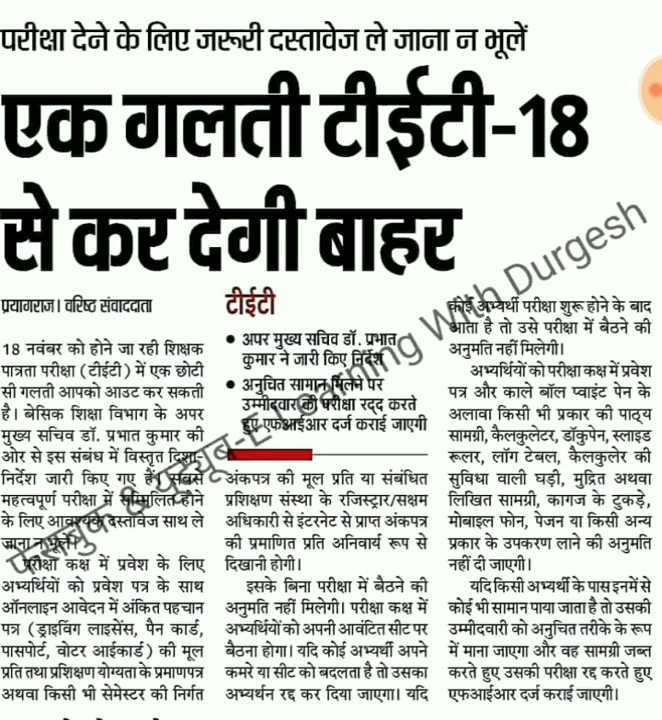 परीक्षा देने के लिए जरूरी दस्तावेज ले जाना न भूलें
एक गलती टीईटी-18
से कर देगी बाहर
प्रयागराज। वरिष्ठ संवाददाता
18 नवंबर को होने जा रही शिक्षक
पात्रता परीक्षा (टीईटी) में एक छोटी
सी गलती आपको आउट कर सकती
है। बेसिक शिक्षा विभाग के अपर
मुख्य सचिव डॉ. प्रभात कुमार की
ओर से इस संबंध में विस्तृत दिशा-
निर्देश जारी किए गए हैं। सबसे
महत्वपूर्ण परीक्षा में सम्मिलित होने
के लिए आवश्यक दस्तावेज साथ ले
जाना न भूलें।
परीक्षा कक्ष में प्रवेश के लिए
अभ्यर्थियों को प्रवेश पत्र के साथ
ऑनलाइन आवेदन में अंकित पहचान
पत्र (ड्राइविंग लाइसेंस, पैन कार्ड,
पासपोर्ट, वोटर आईकार्ड) की मूल
प्रति तथा प्रशिक्षण योग्यता के प्रमाणपत्र
अथवा किसी भी सेमेस्टर की निर्गत
टीईटी
• अपर मुख्य सचिव डॉ. प्रभात
कुमार ने जारी किए निर्देश
• अनुचित सामान मिलने पर
उम्मीदवार की परीक्षा रद्द करते
हुए एफआईआर दर्ज कराई जाएगी
अंकपत्र की मूल प्रति या संबंधित
प्रशिक्षण संस्था के रजिस्ट्रार/सक्षम
अधिकारी से इंटरनेट से प्राप्त अंकपत्र
की प्रमाणित प्रति अनिवार्य रूप से
दिखानी होगी।
इसके बिना परीक्षा में बैठने की
अनुमति नहीं मिलेगी। परीक्षा कक्ष में
अभ्यर्थियों को अपनी आवंटित सीट पर
बैठना होगा। यदि कोई अभ्यर्थी अपने
कमरे या सीट को बदलता है तो उसका
अभ्यर्थन रद्द कर दिया जाएगा। यदि
कोई अभ्यर्थी परीक्षा शुरू होने के बाद
आता है तो उसे परीक्षा में बैठने की
अनुमति नहीं मिलेगी।
अभ्यर्थियों को परीक्षा कक्ष में प्रवेश
पत्र और काले बॉल प्वाइंट पेन के
अलावा किसी भी प्रकार की पाठ्य
सामग्री, कैलकुलेटर, डॉकुपेन, स्लाइड
रूलर, लॉग टेबल, कैलकुलेर की
सुविधा वाली घड़ी, मुद्रित अथवा
लिखित सामग्री, कागज के टुकड़े,
मोबाइल फोन, पेजन या किसी अन्य
प्रकार के उपकरण लाने की अनुमति
नहीं दी जाएगी।
यदि किसी अभ्यर्थी के पास इनमें से
कोई भी सामान पाया जाता है तो उसकी
उम्मीदवारी को अनुचित तरीके के रूप
में माना जाएगा और वह सामग्री जब्त
करते हुए उसकी परीक्षा रद्द करते हुए
एफआईआर दर्ज कराई जाएगी।
फेसबुक & यूट्यूब-E Learning With Durgesh